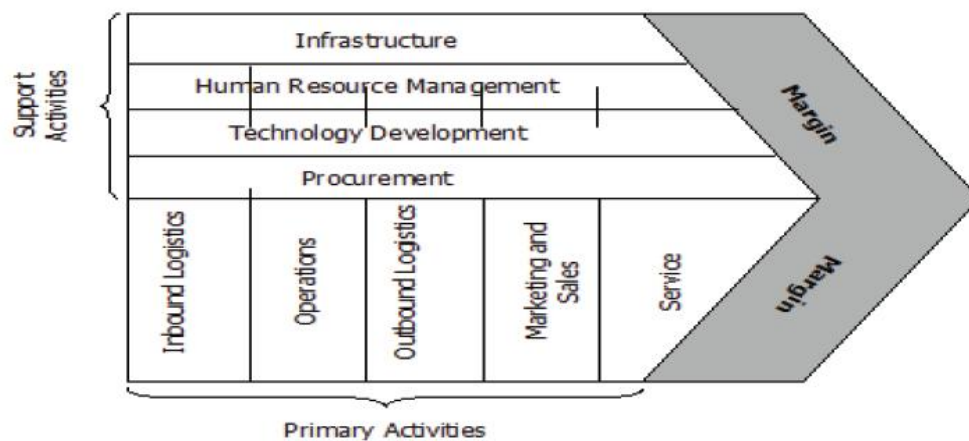 Support
Activities
Infrastructure
Human Resource Management
Technology Development
Procurement
Inbound Logistics
Operations
Outbound Logistics
Marketing and
Sales
Service
Margin
Margin
Primary Activities